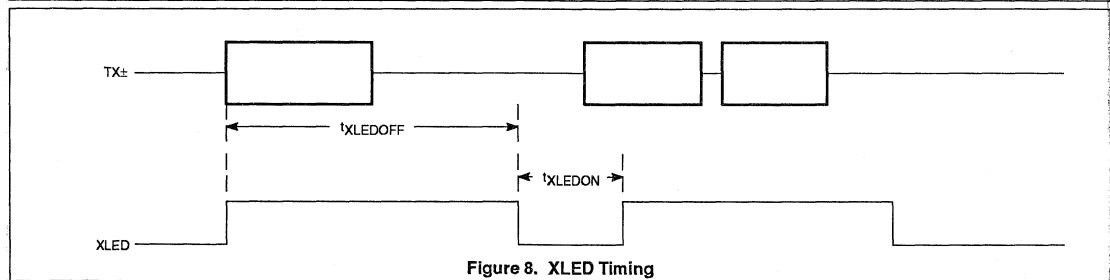 TX±
tXLEDOFF
tXLEDON
XLED
Figure 8. XLED Timing